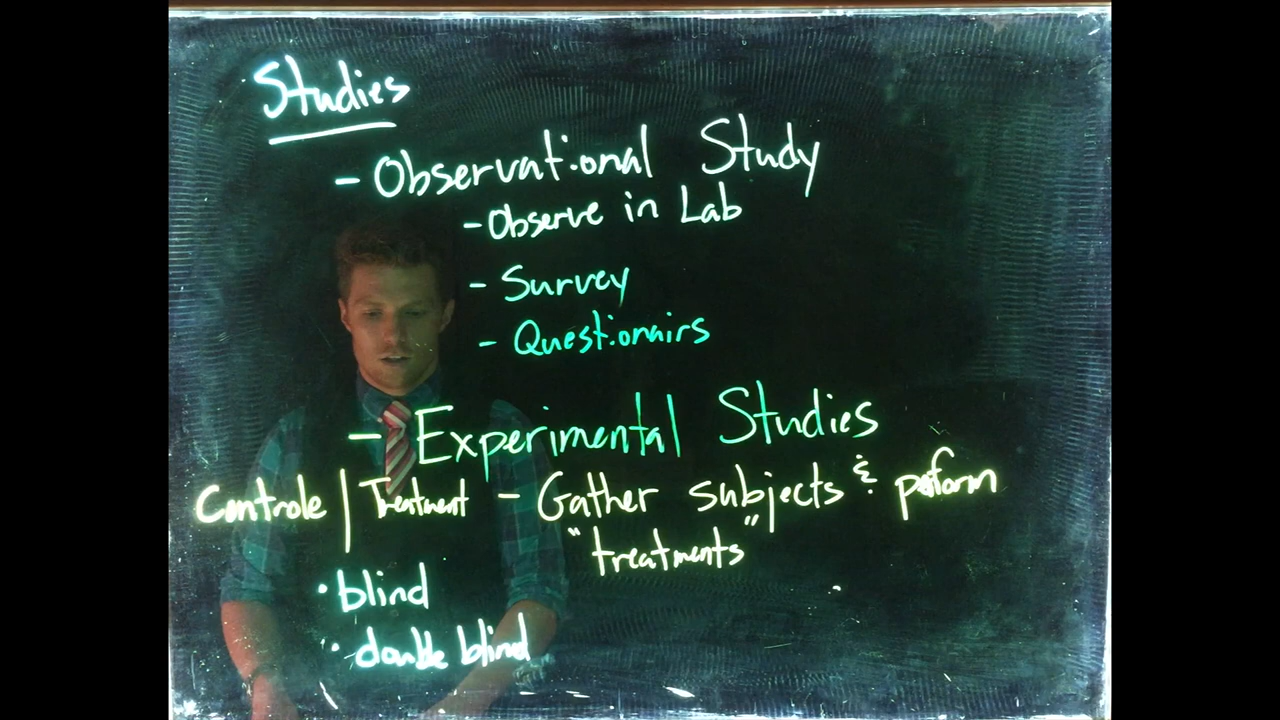 Studies
- Observational Study
- Observe in Lab
- Survey
- Questionairs
- Experimental Studies
Controle | Treatment - Gather subjects & peform
"treatments"
• blind
• double blind